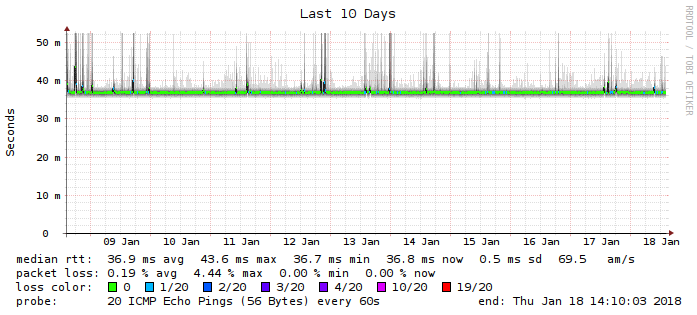 Last 10 Days
RRDTOOL / TOBI OETIKER
Seconds
50 m
40 m
30 m
20 m
10 m
0
09 Jan 10 Jan 11 Jan 12 Jan 13 Jan 14 Jan 15 Jan 16 Jan 17 Jan 18 Jan
median rtt: 36.9 ms avg 43.6 ms max 36.7 ms min 36.8 ms now 0.5 ms sd 69.5 am/s
packet loss: 0.19 % avg 4.44 % max 0.00 % min 0.00 % now
loss color: 0 1/20 2/20 3/20 4/20 10/20 19/20
probe: 20 ICMP Echo Pings (56 Bytes) every 60s end: Thu Jan 18 14:10:03 2018